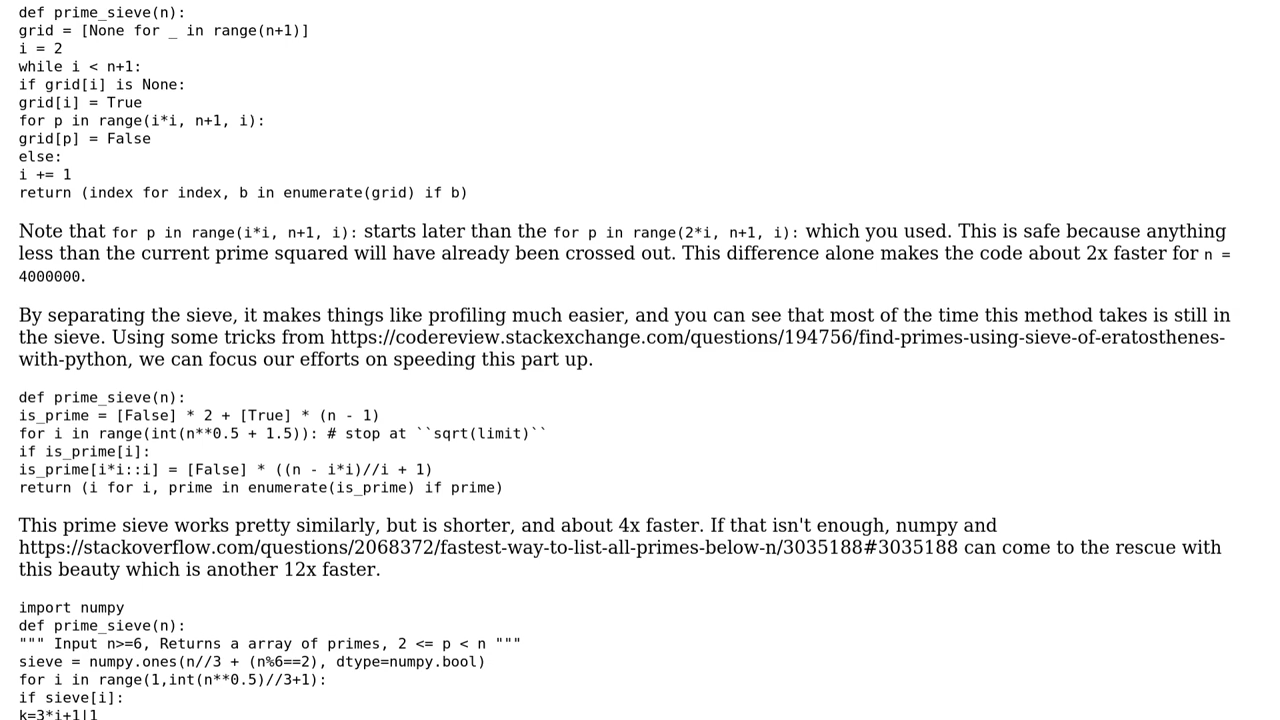 def prime_sieve(n):
grid = [None for _ in range(n+1)]
i = 2
while i < n+1:
if grid[i] is None:
grid[i] = True
for p in range(i*i, n+1, i):
grid[p] = False
else:
i += 1
return (index for index, b in enumerate(grid) if b)
Note that for p in range(i*i, n+1, i): starts later than the for p in range(2*i, n+1, i): which you used. This is safe because anything
less than the current prime squared will have already been crossed out. This difference alone makes the code about 2x faster for n =
4000000.
By separating the sieve, it makes things like profiling much easier, and you can see that most of the time this method takes is still in
the sieve. Using some tricks from https://codereview.stackexchange.com/questions/194756/find-primes-using-sieve-of-eratosthenes-
with-python, we can focus our efforts on speeding this part up.
def prime_sieve(n):
is_prime = [False] * 2 + [True] * (n - 1)
for i in range(int(n**0.5 + 1.5)): # stop at ``sqrt(limit)``
if is_prime[i]:
is_prime[i*i::i] = [False] * ((n - i*i)//i + 1)
return (i for i, prime in enumerate(is_prime) if prime)
This prime sieve works pretty similarly, but is shorter, and about 4x faster. If that isn't enough, numpy and
https://stackoverflow.com/questions/2068372/fastest-way-to-list-all-primes-below-n/3035188#3035188 can come to the rescue with
this beauty which is another 12x faster.
import numpy
def prime_sieve(n):
""" Input n>=6, Returns a array of primes, 2 <= p < n """
sieve = numpy.ones(n//3 + (n%6==2), dtype=numpy.bool)
for i in range(1,int(n**0.5)//3+1):
if sieve[i]:
k=3*i+1|1